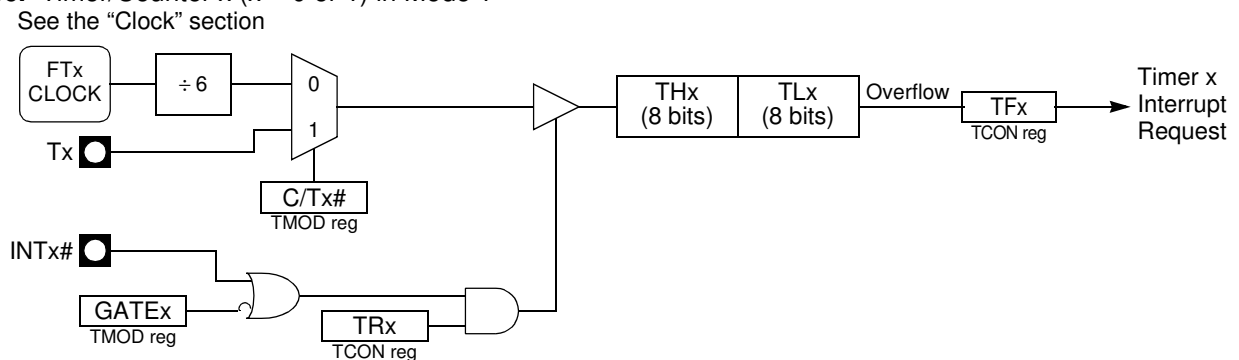 See the “Clock” section
FTx
CLOCK
÷ 6
0
1
Tx
C/Tx#
TMOD reg
THx
(8 bits)
TLx
(8 bits)
Overflow
TFx
TCON reg
Timer x
Interrupt
Request
INTx#
GATEx
TMOD reg
TRx
TCON reg